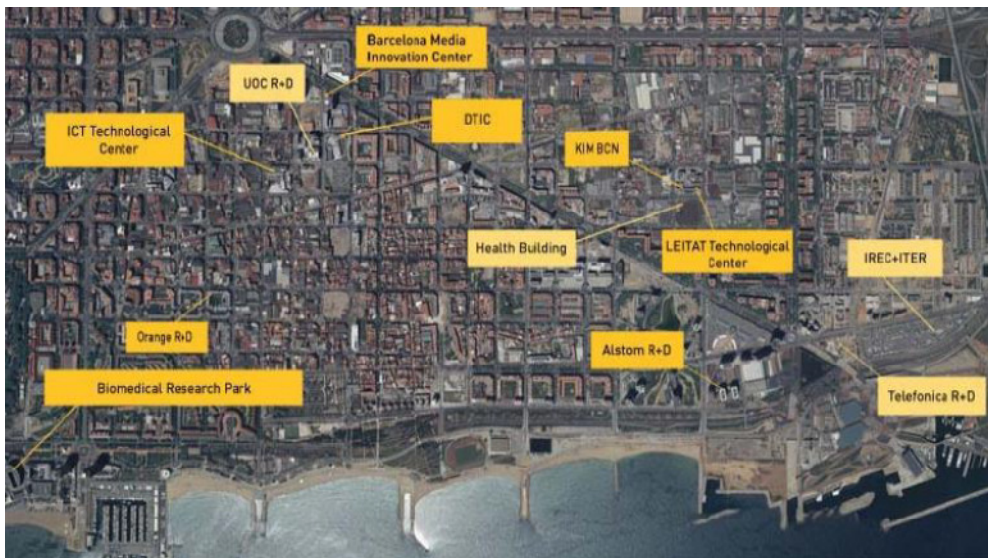 Barcelona Media
Innovation Center
UOC R+D
DTIC
ICT Technological
Center
KIM BCN
Health Building
LEITAT Technological
Center
IREC+ITER
Orange R+D
Alstom R+D
Biomedical Research Park
Telefonica R+D